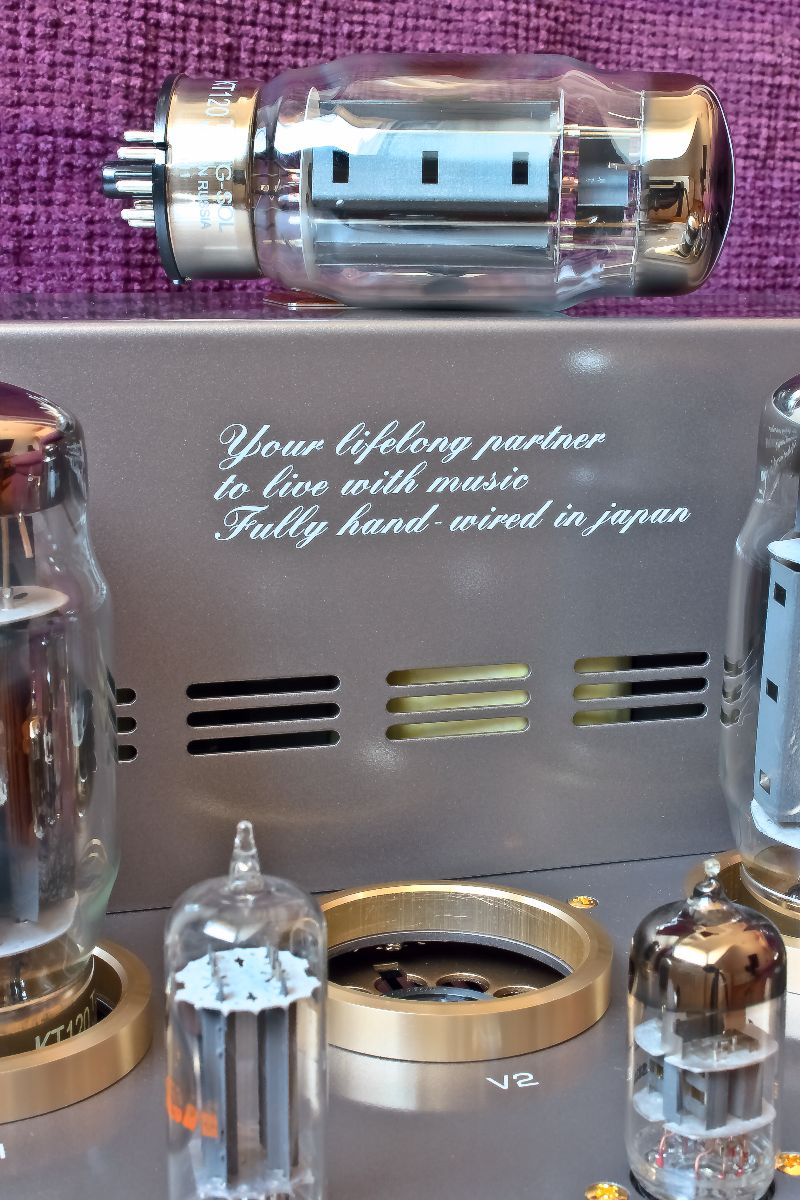 KT120
G-SOL
N RUSSIA
Your lifelong partner
to live with music
Fully hand-wired in japan
KT120 T
V2